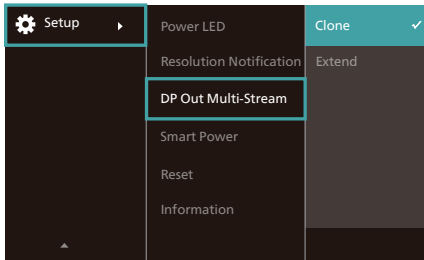 Setup
Power LED
Resolution Notification
DP Out Multi-Stream
Smart Power
Reset
Information
Clone
Extend